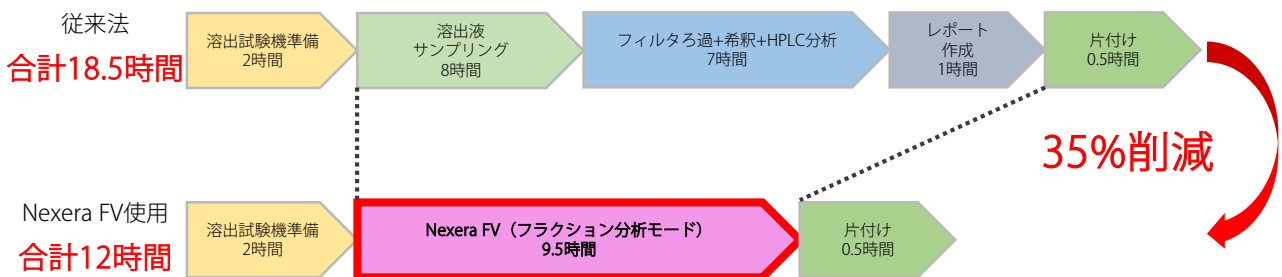 従来法
合計18.5時間
溶出試験機準備
2時間
溶出液
サンプリング
8時間
フィルタろ過+希釈+HPLC分析
7時間
レポート
作成
1時間
片付け
0.5時間
35%削減
Nexera FV使用
合計12時間
溶出試験機準備
2時間
Nexera FV（フラクション分析モード）
9.5時間
片付け
0.5時間